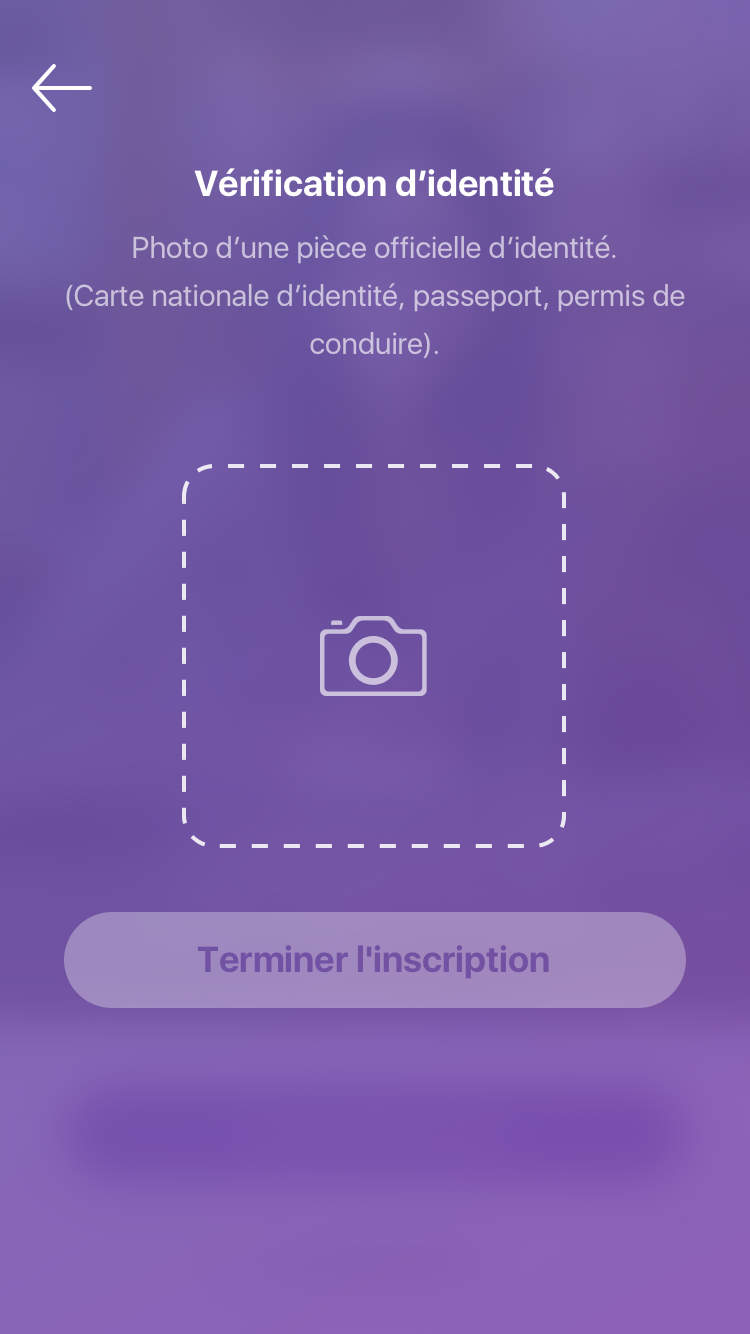 Vérification d’identité
Photo d’une pièce officielle d’identité.
(Carte nationale d’identité, passeport, permis de
conduire).
Terminer l'inscription